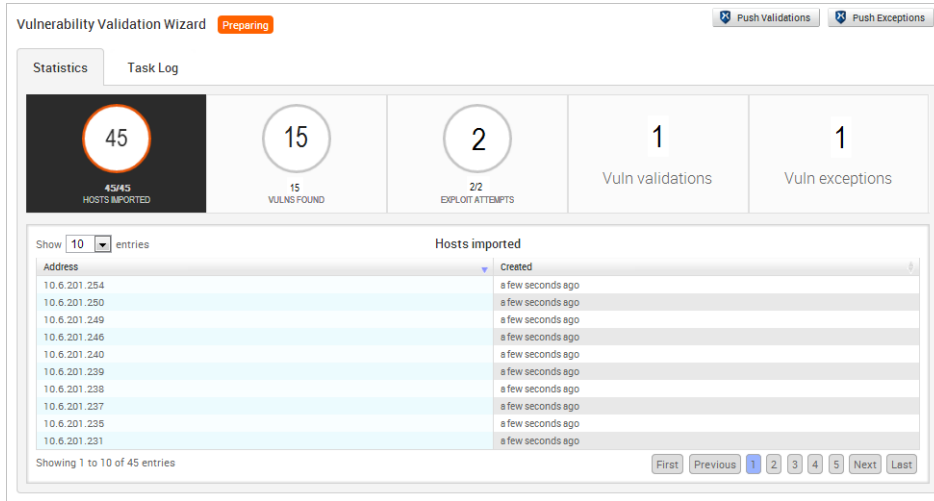 Vulnerability Validation Wizard Preparing Push Validations Push Exceptions
Statistics Task Log
45 15 2 1 1
Vuln validations Vuln exceptions
45/45 15 2/2
HOSTS IMPORTED VULNS FOUND EXPLOIT ATTEMPTS
Show 10 entries Hosts imported
Address Created
10.6.201.254 a few seconds ago
10.6.201.250 a few seconds ago
10.6.201.249 a few seconds ago
10.6.201.246 a few seconds ago
10.6.201.240 a few seconds ago
10.6.201.239 a few seconds ago
10.6.201.238 a few seconds ago
10.6.201.237 a few seconds ago
10.6.201.235 a few seconds ago
10.6.201.231 a few seconds ago
Showing 1 to 10 of 45 entries First Previous 1 2 3 4 5 Next Last